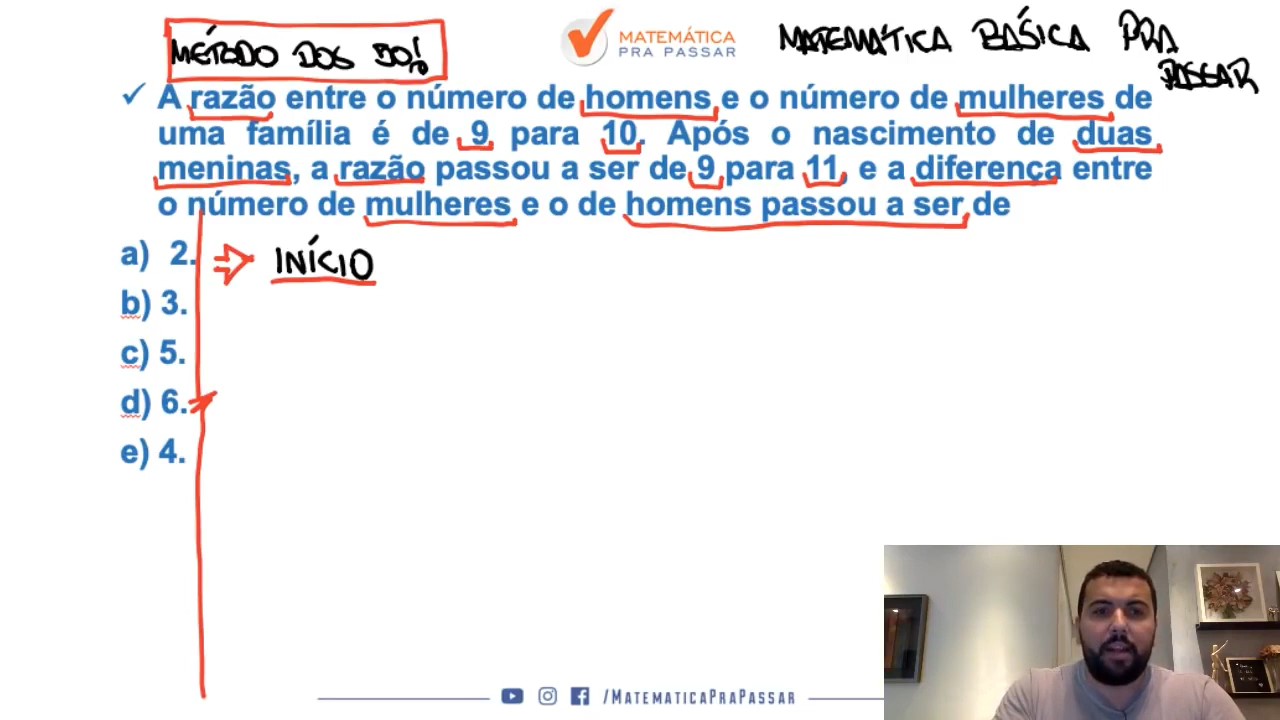 MÉTODO DOS 50!
MATEMÁTICA
PRA PASSAR
MATEMÁTICA BÁSICA PRA
PASSAR
✓ A razão entre o número de homens e o número de mulheres de
uma família é de 9 para 10. Após o nascimento de duas
meninas, a razão passou a ser de 9 para 11, e a diferença entre
o número de mulheres e o de homens passou a ser de
a) 2.
INÍCIO
b) 3.
c) 5.
d) 6.
e) 4.
/MATEMATICAPRAPASSAR